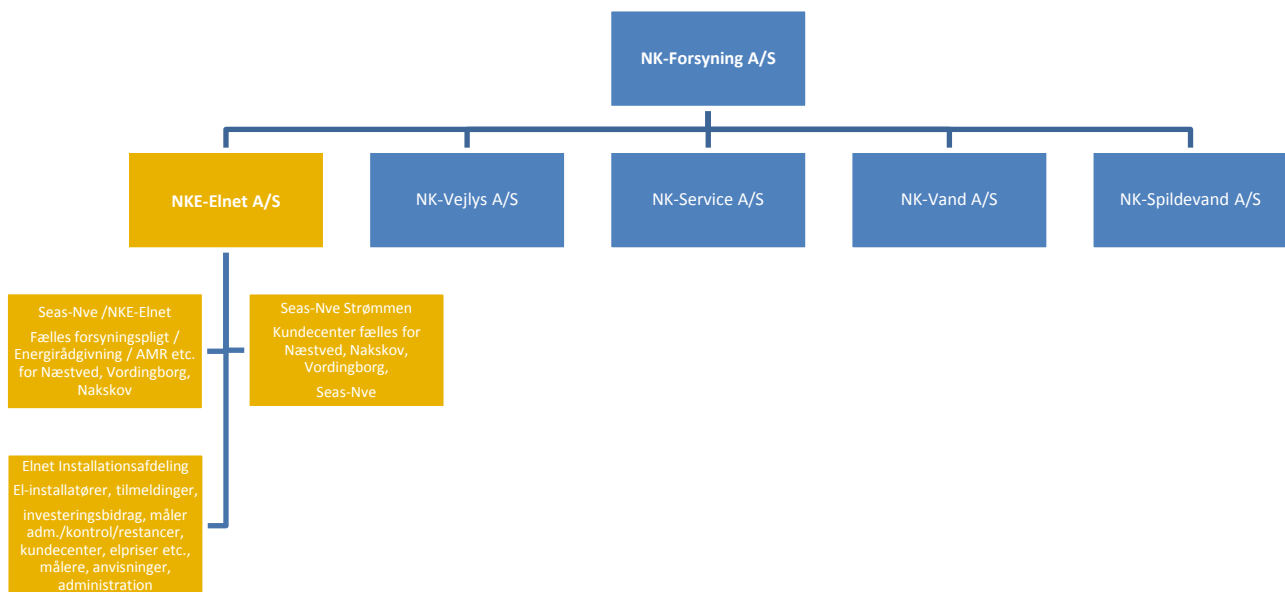 NK-Forsyning A/S
NKE-Elnet A/S
NK-Vejlys A/S
NK-Service A/S
NK-Vand A/S
NK-Spildevand A/S
Seas-Nve /NKE-Elnet
Fælles forsyningspligt /
Energirådgivning / AMR etc.
for Næstved, Vordingborg,
Nakskov
Seas-Nve Strømmen
Kundecenter fælles for
Næstved, Nakskov,
Vordingborg,
Seas-Nve
Elnet Installationsafdeling
El-installatører, tilmeldinger,
investeringsbidrag, måler
adm./kontrol/restancer,
kundecenter, elpriser etc.,
målere, anvisninger,
administration